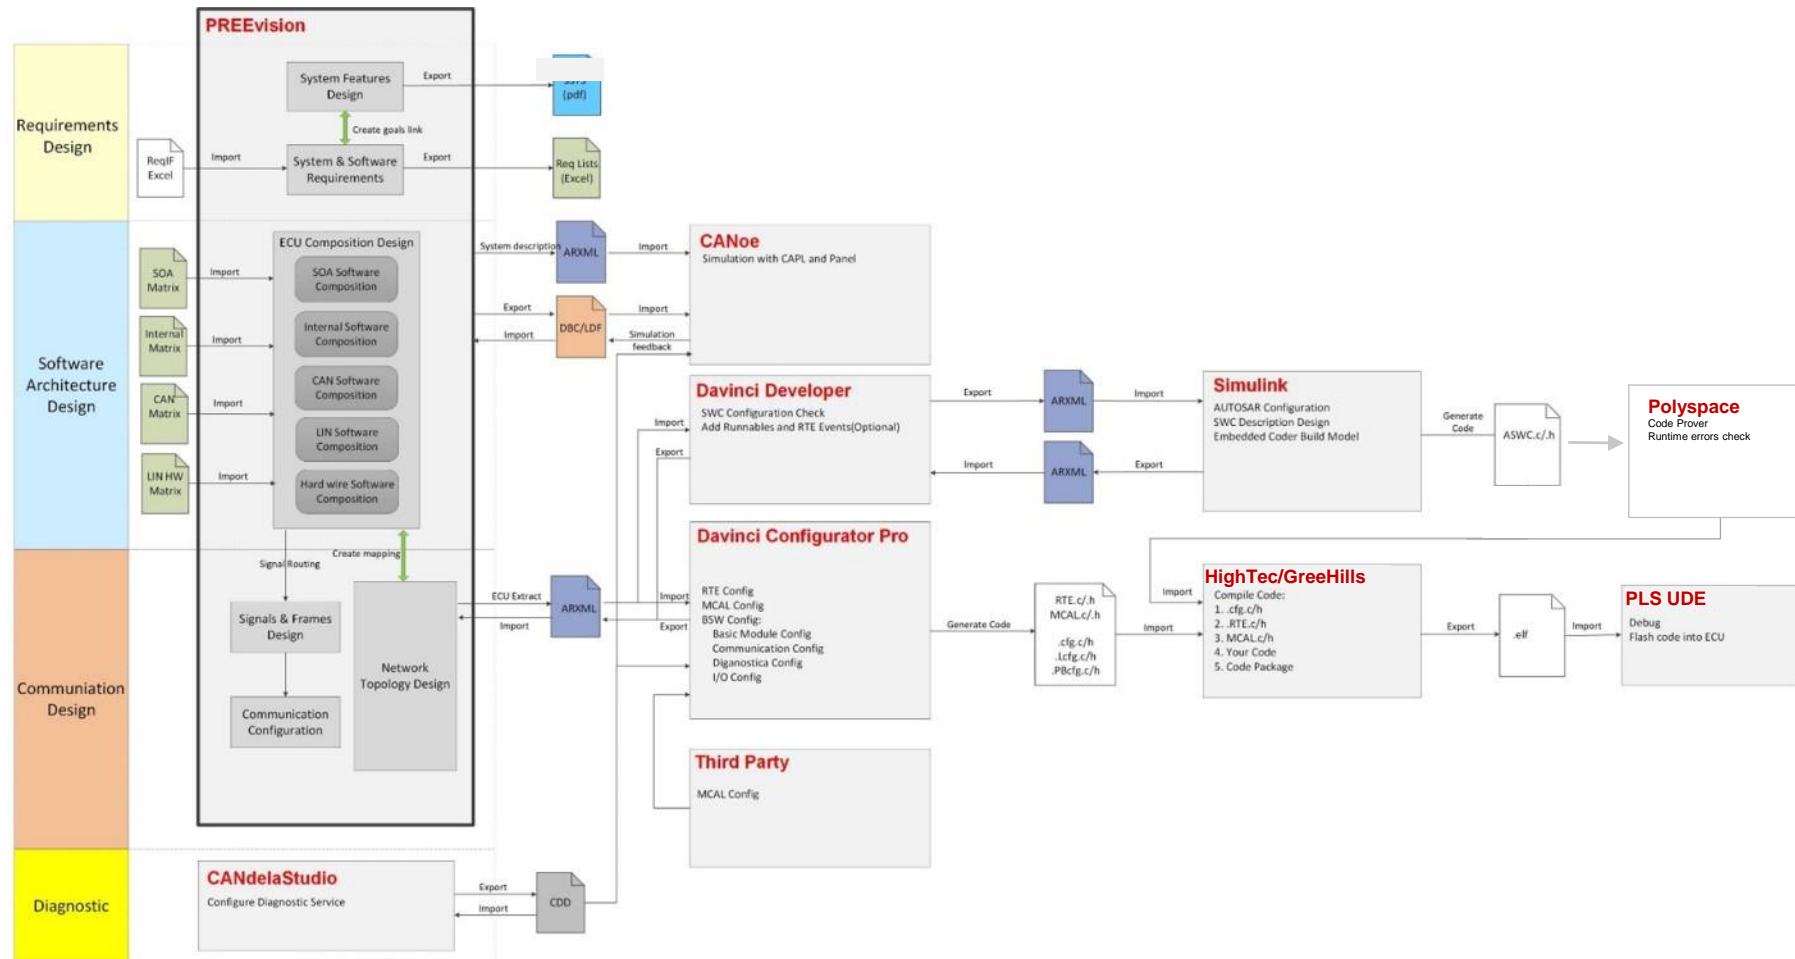 PREEvision
Requirements
Design
System Features
Design
Export
(pdf)
Create goals link
ReqIF
Excel
Import
System & Software
Requirements
Export
Req Lists
(Excel)
Software
Architecture
Design
ECU Composition Design
SOA
Matrix
Import
SOA Software
Composition
Internal
Matrix
Import
Internal Software
Composition
CAN
Matrix
Import
CAN Software
Composition
LIN Software
Composition
LIN HW
Matrix
Import
Hard wire Software
Composition
System description
ARXML
Import
CANoe
Simulation with CAPL and Panel
Export
Import
DBC/LDF
Import
Simulation
feedback
Davinci Developer
SWC Configuration Check
Add Runnables and RTE Events(Optional)
Import
Export
Export
ARXML
Import
Import
ARXML
Export
Simulink
AUTOSAR Configuration
SWC Description Design
Embedded Coder Build Model
Generate
Code
ASWC.c/.h
Polyspace
Code Prover
Runtime errors check
Communiation
Design
Signal Routing
Create mapping
Signals & Frames
Design
Communication
Configuration
Network
Topology Design
ECU Extract
Import
ARXML
Import
Export
Davinci Configurator Pro
RTE Config
MCAL Config
BSW Config:
Basic Module Config
Communication Config
Diganostica Config
I/O Config
Generate Code
RTE.c/.h
MCAL.c/.h
.cfg.c/h
.Lcfg.c/h
.PBcfg.c/h
Import
Import
HighTec/GreeHills
Compile Code:
1. .cfg.c/h
2. .RTE.c/h
3. MCAL.c/h
4. Your Code
5. Code Package
Export
.elf
Import
PLS UDE
Debug
Flash code into ECU
Third Party
MCAL Config
Diagnostic
CANdelaStudio
Configure Diagnostic Service
Export
Import
CDD